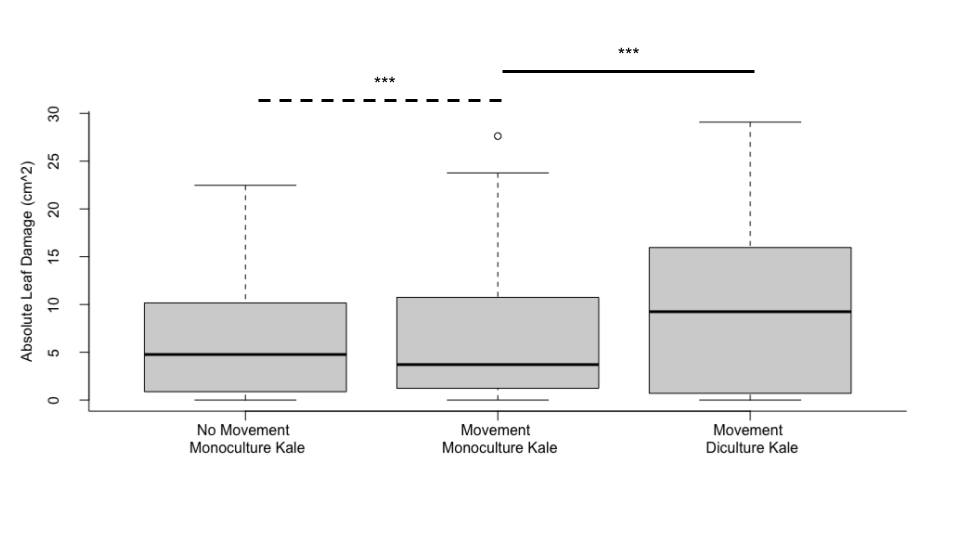 ***
***
Absolute Leaf Damage (cm^2)
30
25
20
15
10
5
0
No Movement
Monoculture Kale
Movement
Monoculture Kale
Movement
Diculture Kale